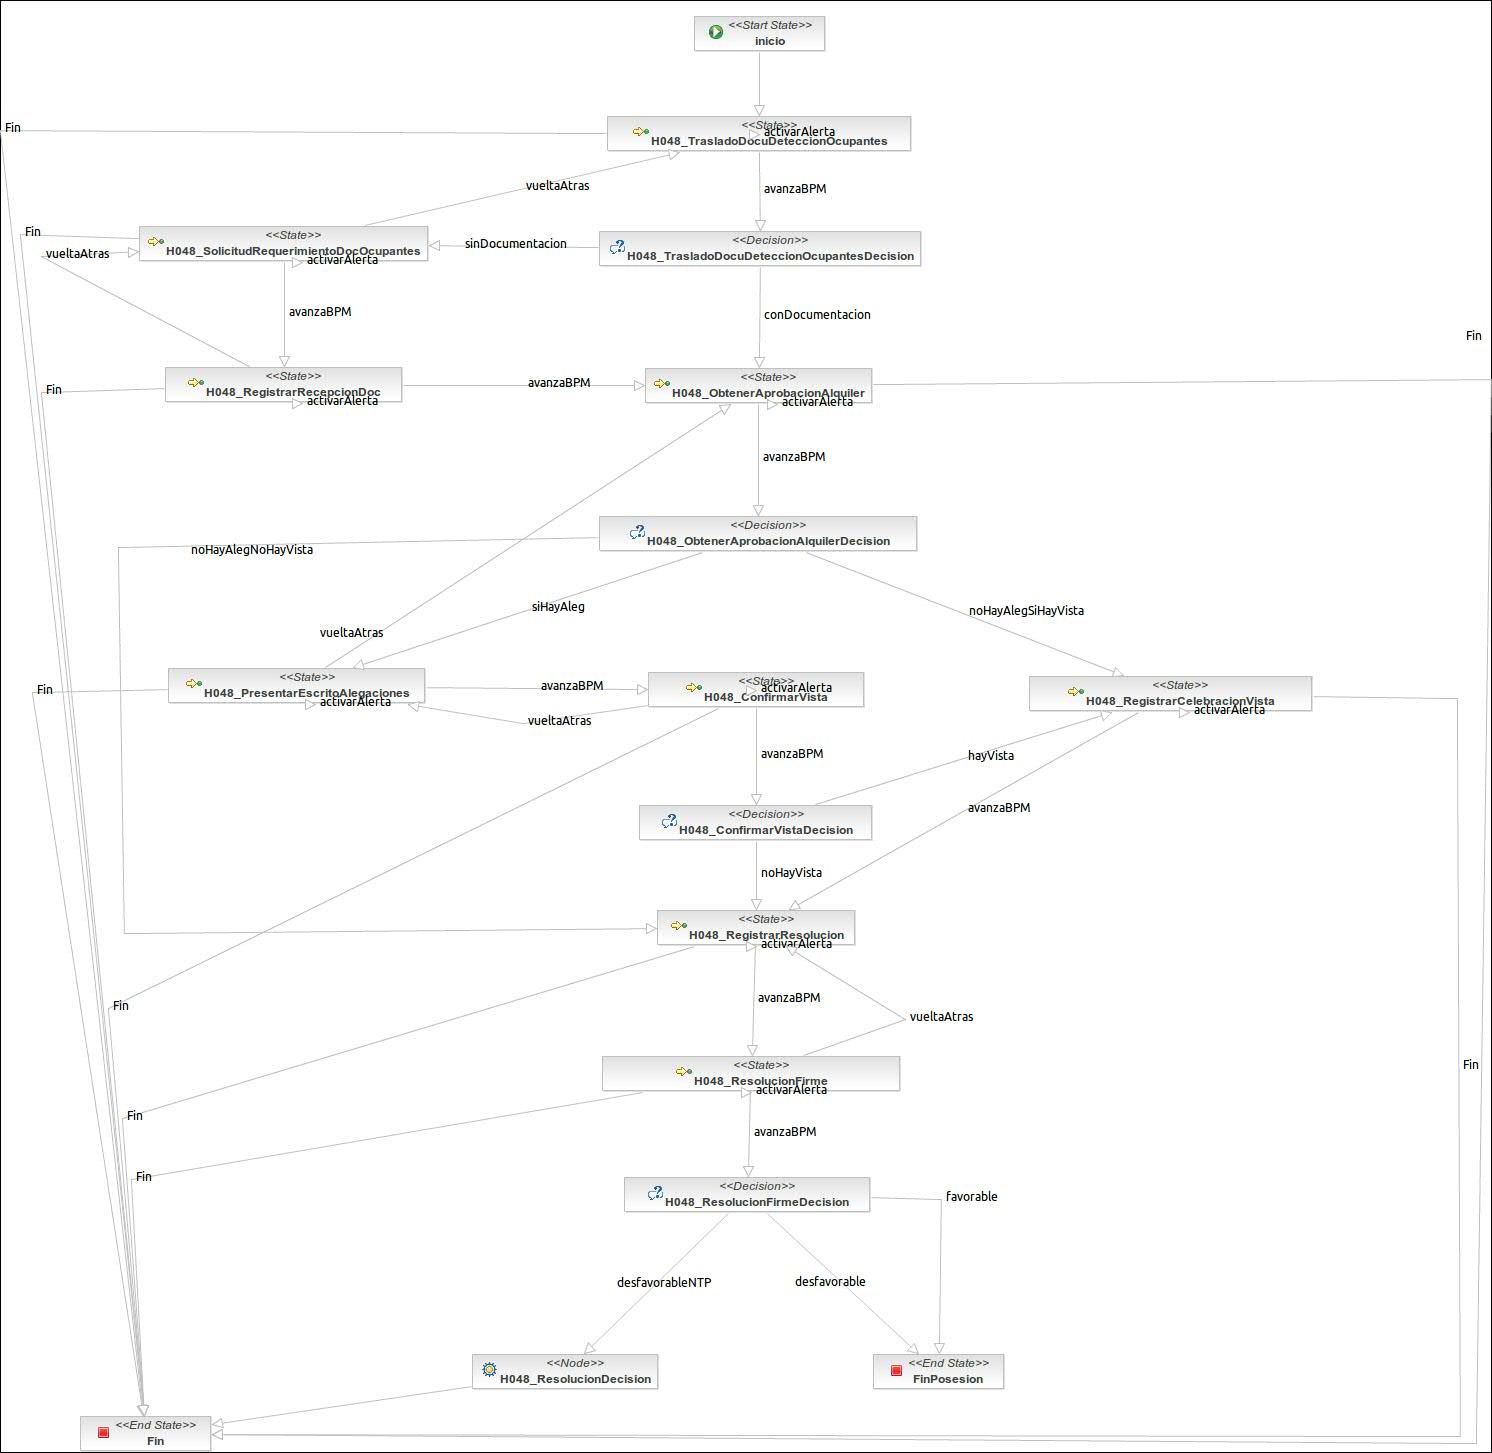 <<Start State>>
inicio
Fin
<<State>>
activarAlerta
H048_TrasladoDocuDeteccionOcupantes
vueltaAtras
avanzaBPM
Fin
<<State>>
H048_SolicitudRequerimientoDocOcupantes
activarAlerta
sinDocumentacion
<<Decision>>
H048_TrasladoDocuDeteccionOcupantesDecision
vueltaAtras
avanzaBPM
conDocumentacion
Fin
Fin
<<State>>
H048_RegistrarRecepcionDoc
activarAlerta
avanzaBPM
<<State>>
H048_ObtenerAprobacionAlquiler
activarAlerta
avanzaBPM
<<Decision>>
H048_ObtenerAprobacionAlquilerDecision
noHayAlegNoHayVista
siHayAleg
noHayAlegSiHayVista
vueltaAtras
Fin
<<State>>
H048_PresentarEscritoAlegaciones
activarAlerta
avanzaBPM
<<State>>
activarAlerta
H048_ConfirmarVista
vueltaAtras
<<State>>
H048_RegistrarCelebracionVista
activarAlerta
avanzaBPM
hayVista
avanzaBPM
<<Decision>>
H048_ConfirmarVistaDecision
noHayVista
<<State>>
H048_RegistrarResolucion
activarAlerta
avanzaBPM
Fin
vueltaAtras
Fin
<<State>>
H048_ResolucionFirme
activarAlerta
Fin
avanzaBPM
Fin
<<Decision>>
H048_ResolucionFirmeDecision
favorable
desfavorableNTP
desfavorable
<<Node>>
H048_ResolucionDecision
<<End State>>
FinPosesion
<<End State>>
Fin